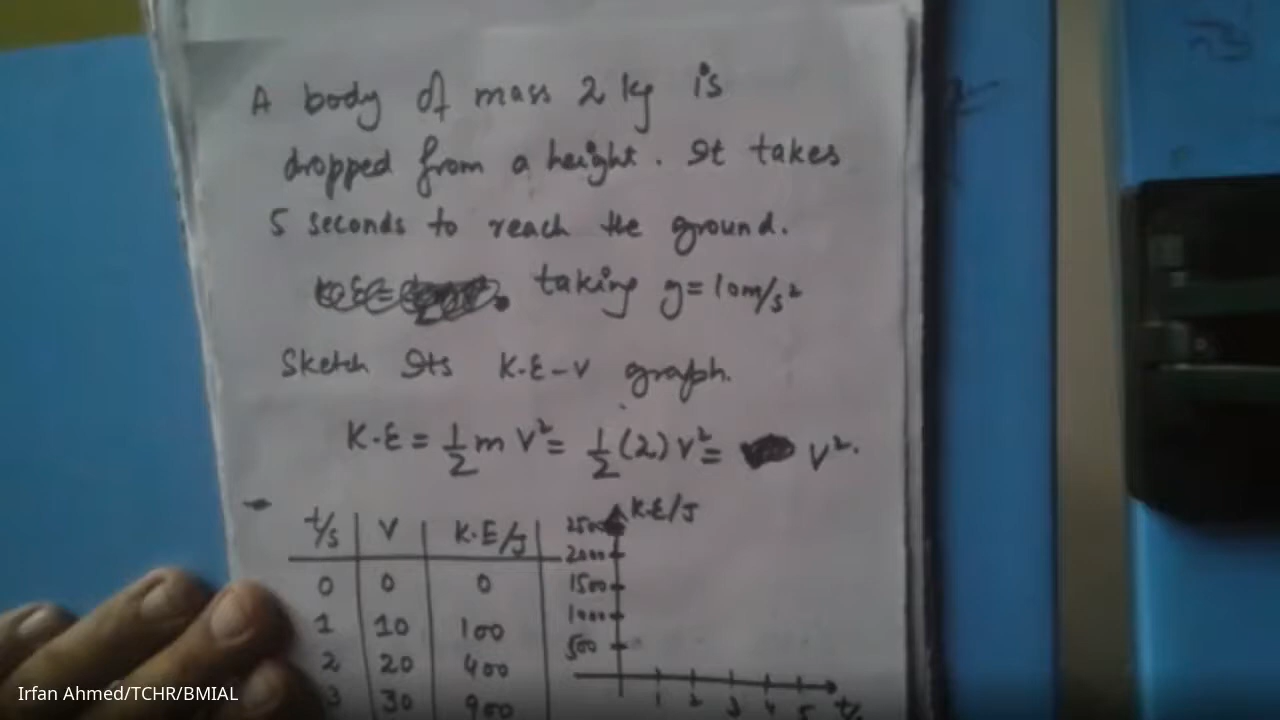 A body of mass 2 kg is
dropped from a height. It takes
5 seconds to reach the ground.
taking g = 10m/s²
Sketch Its K.E-V graph.
K.E = 1/2 m V² = 1/2 (2) V² = V².
t/s V K.E/J
0 0 0
1 10 100
2 20 400
3 30 900
K.E/J
2500
2000
1500
1000
500
1 2 3 4 5 t/s
Irfan Ahmed/TCHR/BMIAL